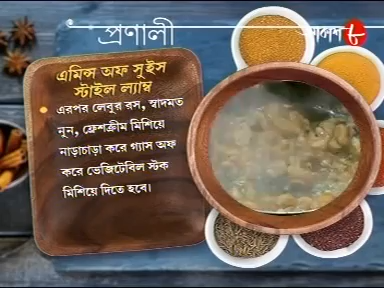 প্রণালী
আকাশ ৮
এমিন্স অফ সুইস
স্টাইল ল্যাম্ব
এরপর লেবুর রস, স্বাদমত
নুন, ফ্রেশক্রীম মিশিয়ে
নাড়াচাড়া করে গ্যাস অফ
করে ভেজিটেবিল স্টক
মিশিয়ে দিতে হবে।